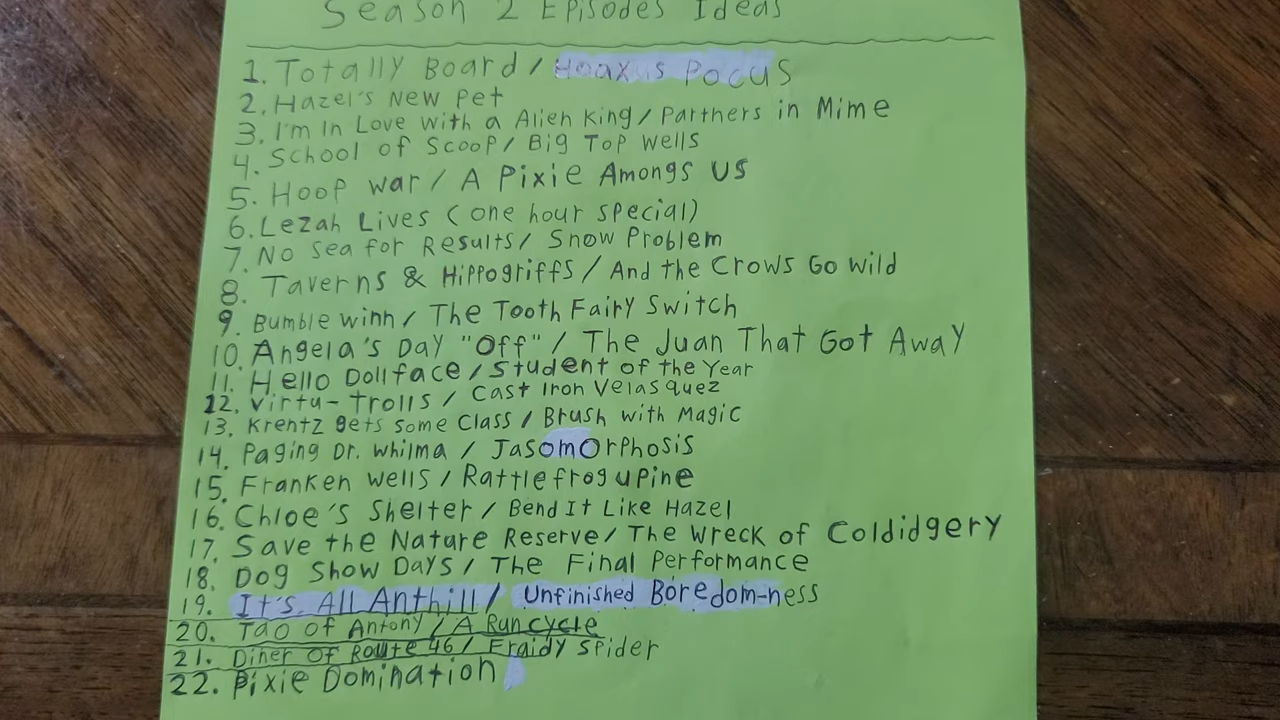 Season 2 Episodes Ideas
1. Totally Board / Hoaxus Pocus
2. Hazel's New Pet
3. I'm In Love with a Alien King / Partners in Mime
4. School of Scoop / Big Top Wells
5. Hoop War / A Pixie Amongs Us
6. Lezah Lives (one hour special)
7. No Sea for Results / Snow Problem
8. Taverns & Hippogriffs / And the Crows Go Wild
9. Bumble winn / The Tooth Fairy Switch
10. Angela's Day "Off" / The Juan That Got Away
11. Hello Dollface / Student of the Year
12. Virtu-Trolls / Cast Iron Velasquez
13. Krentz gets some Class / Brush with Magic
14. Paging Dr. Whilma / Jasomorphosis
15. Franken Wells / Rattlefrogupine
16. Chloe's Shelter / Bend It Like Hazel
17. Save the Nature Reserve / The Wreck of Coldidgery
18. Dog Show Days / The Final Performance
19. It's All Anthill / Unfinished Boredom-ness
20. Tao of Antony / A Runcycle
21. Diner Of Route 46 / Fraidy Spider
22. Pixie Domination